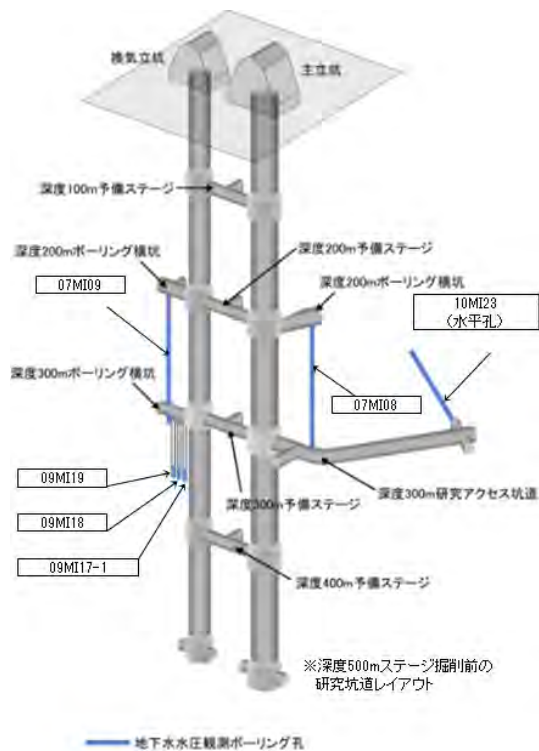 換気立坑
主立坑
深度100m予備ステージ
深度200mボーリング横坑
深度200m予備ステージ
07MI09
深度200mボーリング横坑
10MI23
（水平孔）
深度300mボーリング横坑
07MI08
09MI19
深度300m予備ステージ
深度300m研究アクセス坑道
09MI18
09MI17-1
深度400m予備ステージ
※深度500mステージ掘削前の
研究坑道レイアウト
地下水水圧観測ボーリング孔